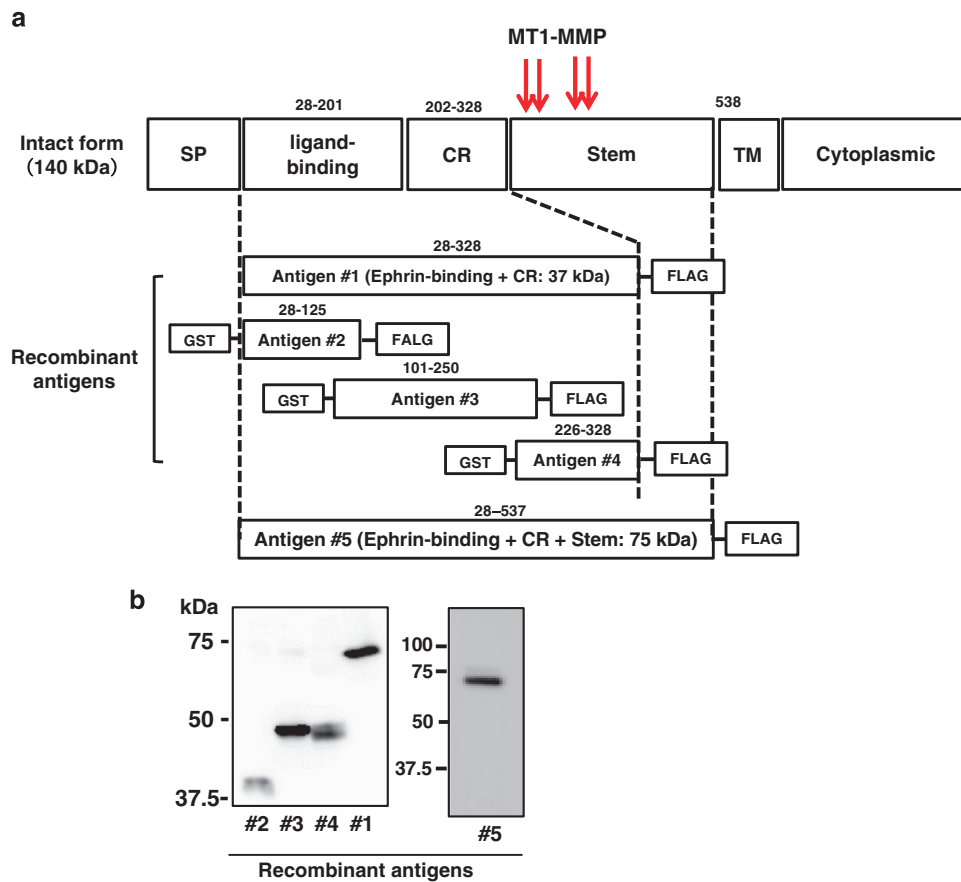 a
MT1-MMP
28-201
202-328
538
Intact form
(140 kDa)
SP
ligand-
binding
CR
Stem
TM
Cytoplasmic
28-328
Antigen #1 (Ephrin-binding + CR: 37 kDa)
FLAG
28-125
GST
Antigen #2
FALG
Recombinant
antigens
101-250
GST
Antigen #3
FLAG
226-328
GST
Antigen #4
FLAG
28–537
Antigen #5 (Ephrin-binding + CR + Stem: 75 kDa)
FLAG
b
kDa
75 -
50 -
37.5-
#2 #3 #4 #1
100
75
50
37.5
#5
Recombinant antigens